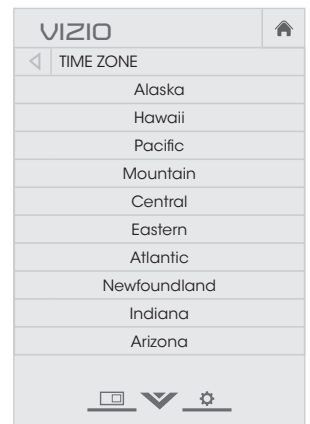 VIZIO
TIME ZONE
Alaska
Hawaii
Pacific
Mountain
Central
Eastern
Atlantic
Newfoundland
Indiana
Arizona